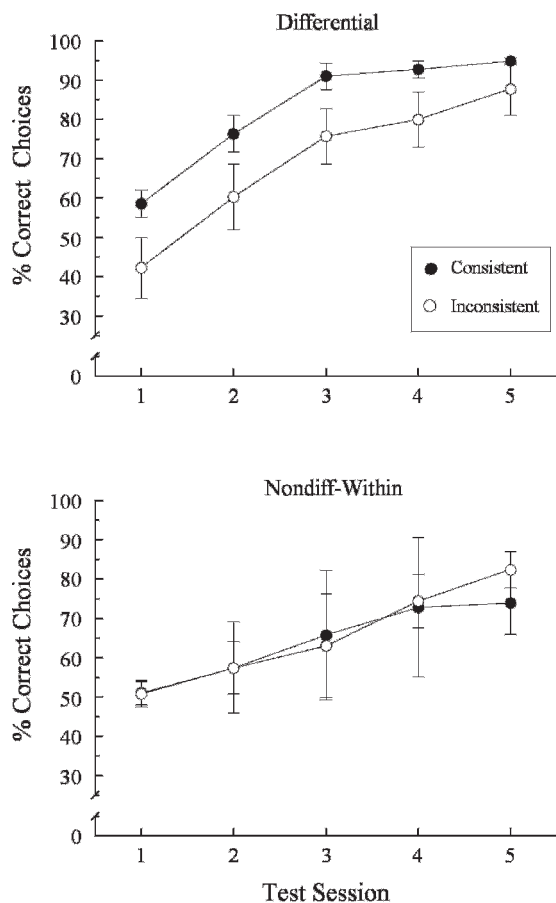 Differential
% Correct Choices
100
90
80
70
60
50
40
30
0
1 2 3 4 5
Consistent
Inconsistent
Nondiff-Within
% Correct Choices
100
90
80
70
60
50
40
30
0
1 2 3 4 5
Test Session